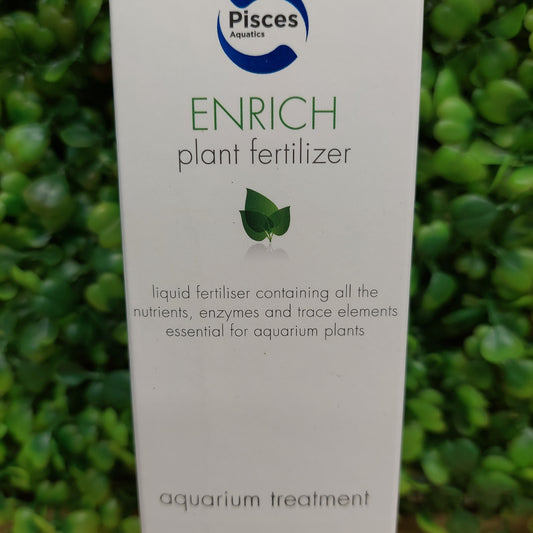 Pisces
Aquatics
ENRICH
plant fertilizer
liquid fertiliser containing all the
nutrients, enzymes and trace elements
essential for aquarium plants
aquarium treatment